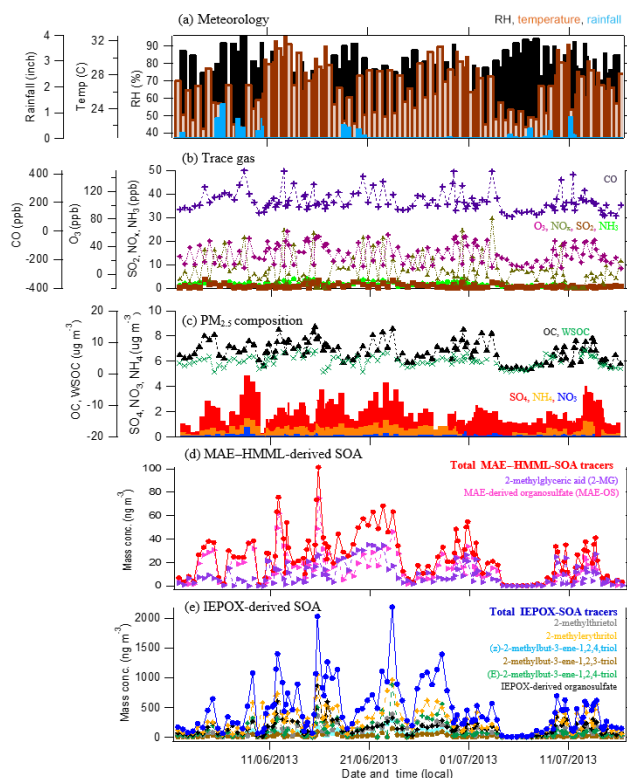 (a) Meteorology
RH, temperature, rainfall
Rainfall (inch)
4
3
2
1
0
Temp (C)
32
28
24
RH (%)
90
80
70
60
50
40
(b) Trace gas
CO
O3, NOx, SO2, NH3
CO (ppb)
400
200
0
-200
-400
O3 (ppb)
120
80
40
0
SO2, NOx, NH3 (ppb)
50
40
30
20
10
0
(c) PM2.5 composition
OC, WSOC
SO4, NH4, NO3
OC, WSOC (ug m-3)
20
10
0
-10
-20
SO4, NO3, NH4 (ug m-3)
10
8
6
4
2
0
(d) MAE–HMML-derived SOA
Total MAE–HMML-SOA tracers
2-methylglyceric aid (2-MG)
MAE-derived organosulfate (MAE-OS)
Mass conc. (ng m-3)
100
80
60
40
20
0
(e) IEPOX-derived SOA
Total IEPOX-SOA tracers
2-methylthrietol
2-methylerythritol
(z)-2-methylbut-3-ene-1,2,4,triol
2-methylbut-3-ene-1,2,3-triol
(E)-2-methylbut-3-ene-1,2,4-triol
IEPOX-derived organosulfate
Mass conc. (ng m-3)
2000
1500
1000
500
0
11/06/2013
21/06/2013
01/07/2013
11/07/2013
Date and time (local)